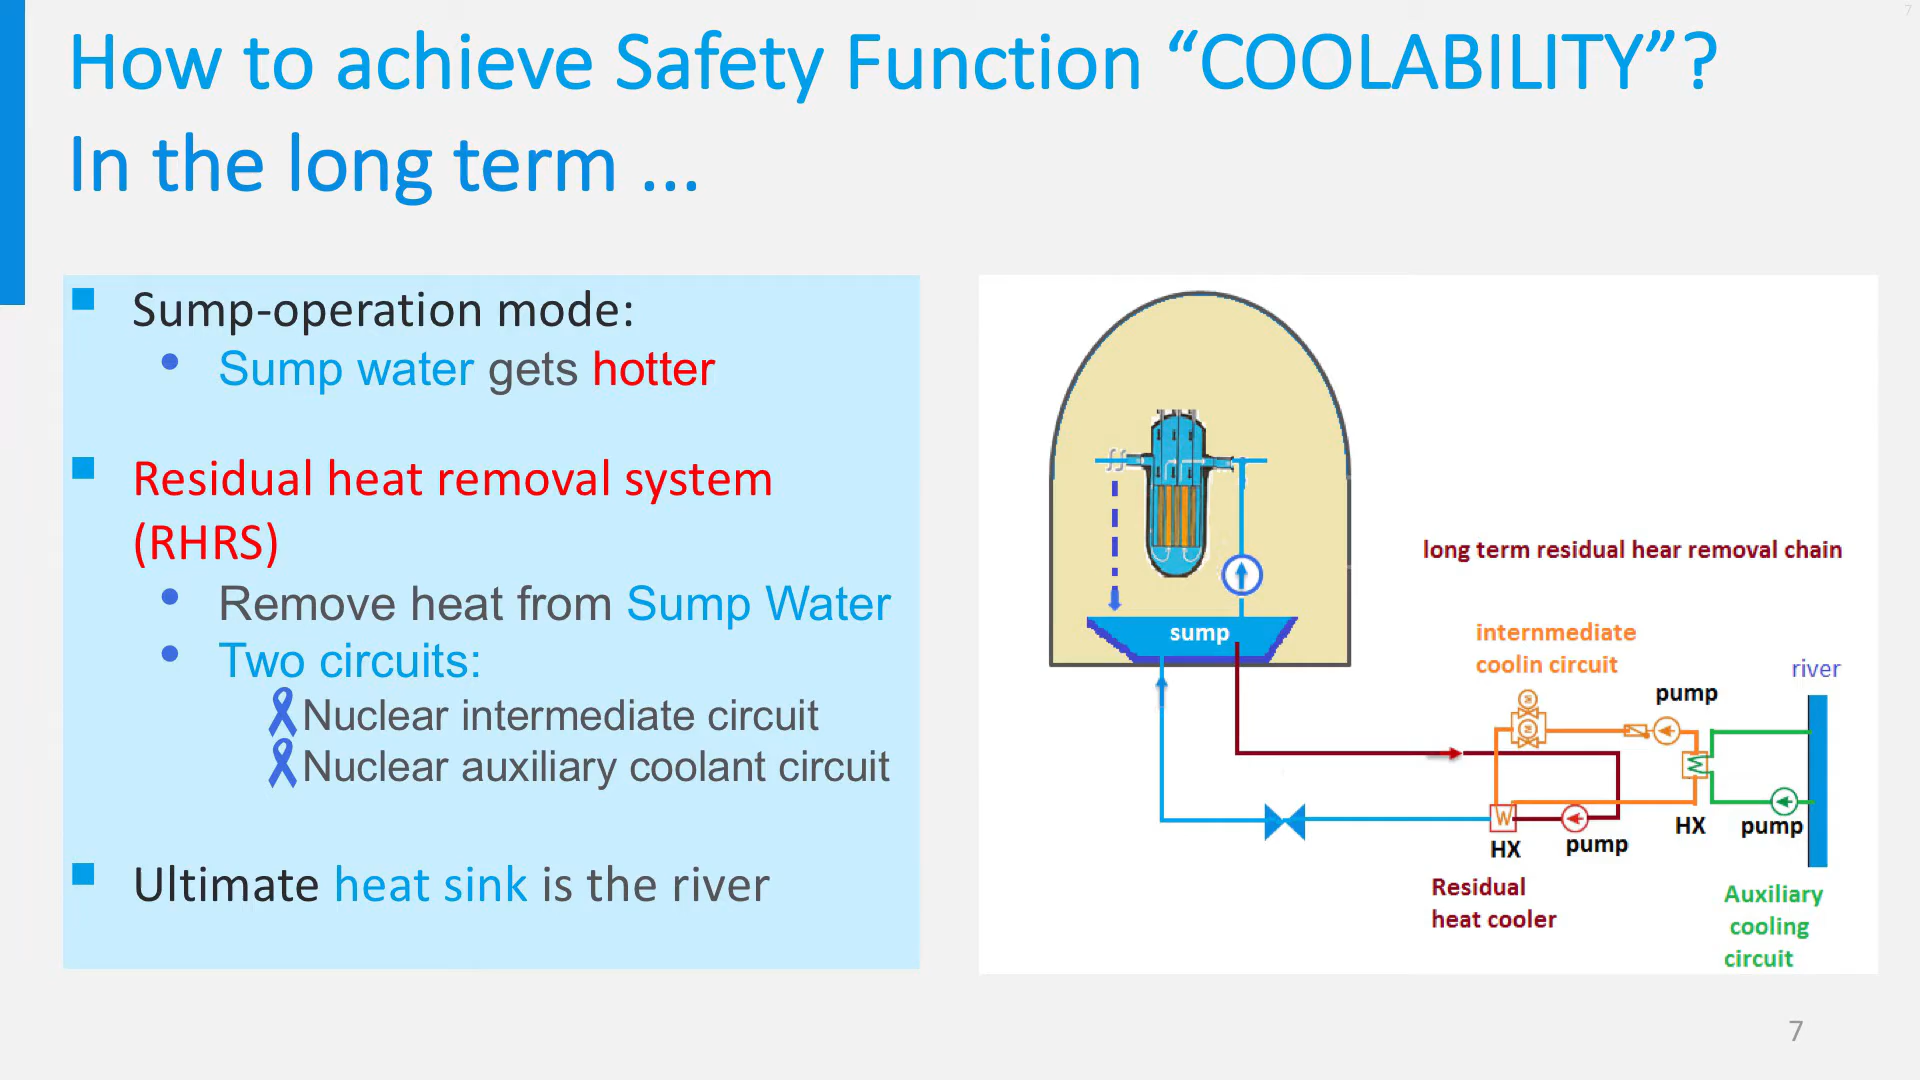 7
How to achieve Safety Function “COOLABILITY”?
In the long term ...
Sump-operation mode:
Sump water gets hotter
Residual heat removal system
(RHRS)
Remove heat from Sump Water
Two circuits:
Nuclear intermediate circuit
Nuclear auxiliary coolant circuit
Ultimate heat sink is the river
long term residual hear removal chain
sump
internmediate
coolin circuit
river
pump
W
HX
pump
HX
pump
Residual
heat cooler
Auxiliary
cooling
circuit
7